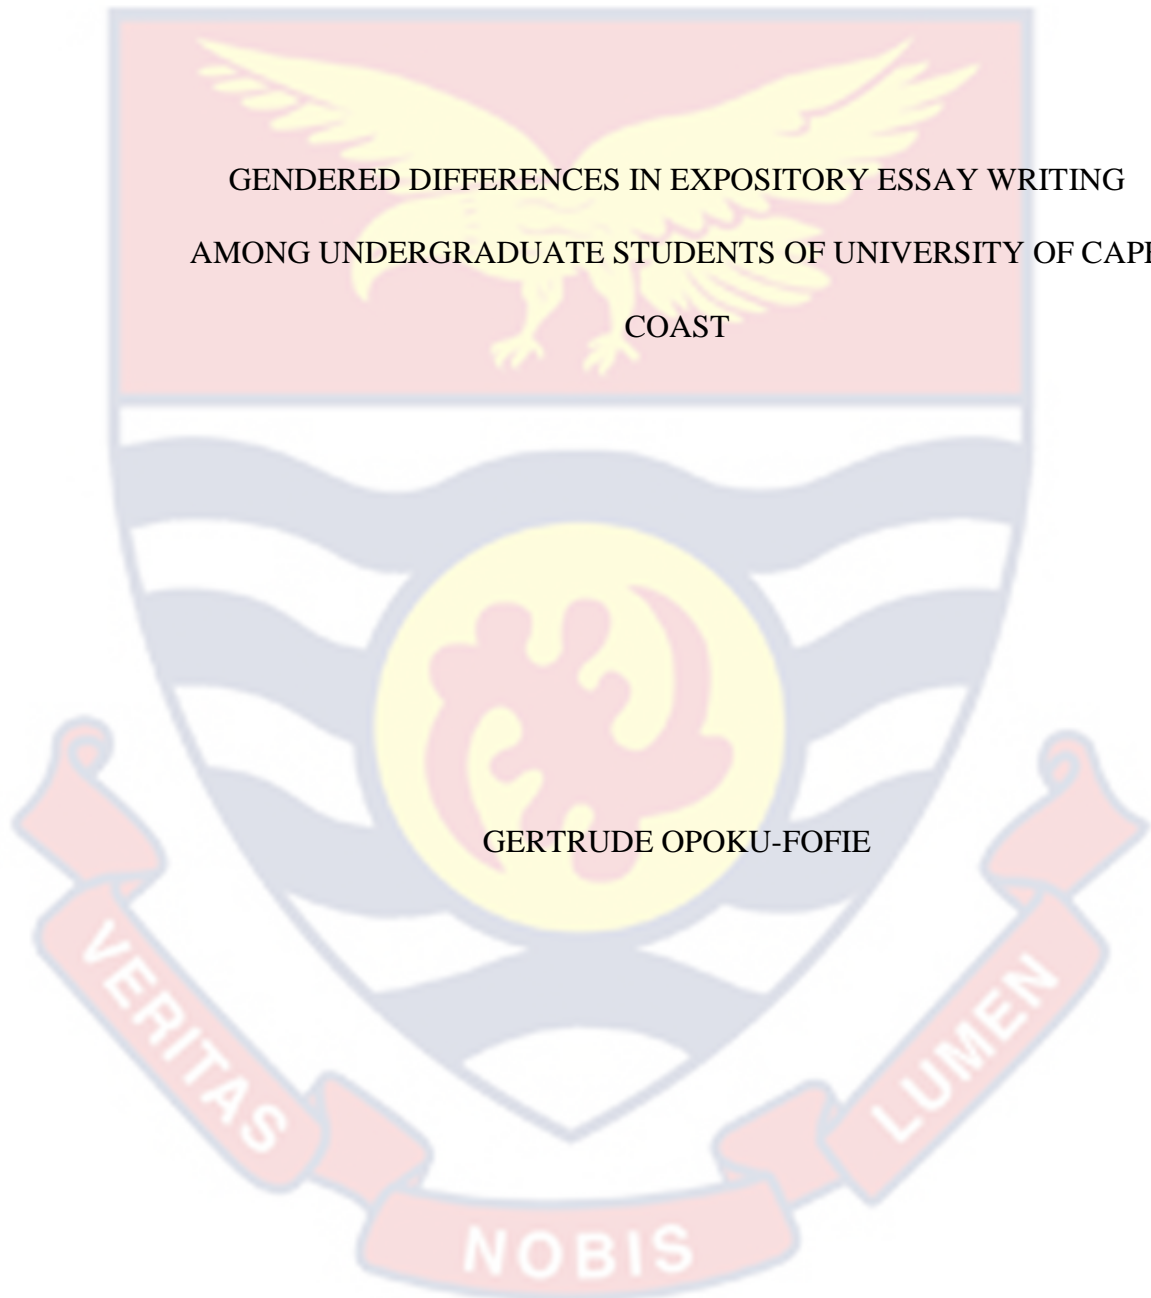 GENDERED DIFFERENCES IN EXPOSITORY ESSAY WRITING
AMONG UNDERGRADUATE STUDENTS OF UNIVERSITY OF CAPE
COAST
GERTRUDE OPOKU-FOFIE
VERITAS
NOBIS
LUMEN